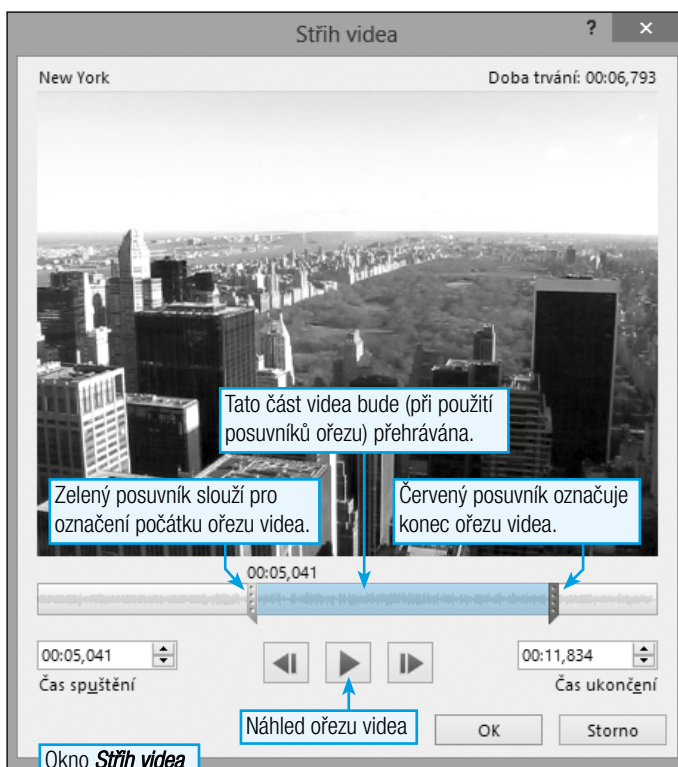 Střih videa
?
×
New York
Doba trvání: 00:06,793
Tato část videa bude (při použití
posuvníků ořezu) přehrávána.
Zelený posuvník slouží pro
označení počátku ořezu videa.
Červený posuvník označuje
konec ořezu videa.
00:05,041
00:05,041
Čas spuštění
00:11,834
Čas ukončení
Náhled ořezu videa
OK
Storno
Okno Střih videa